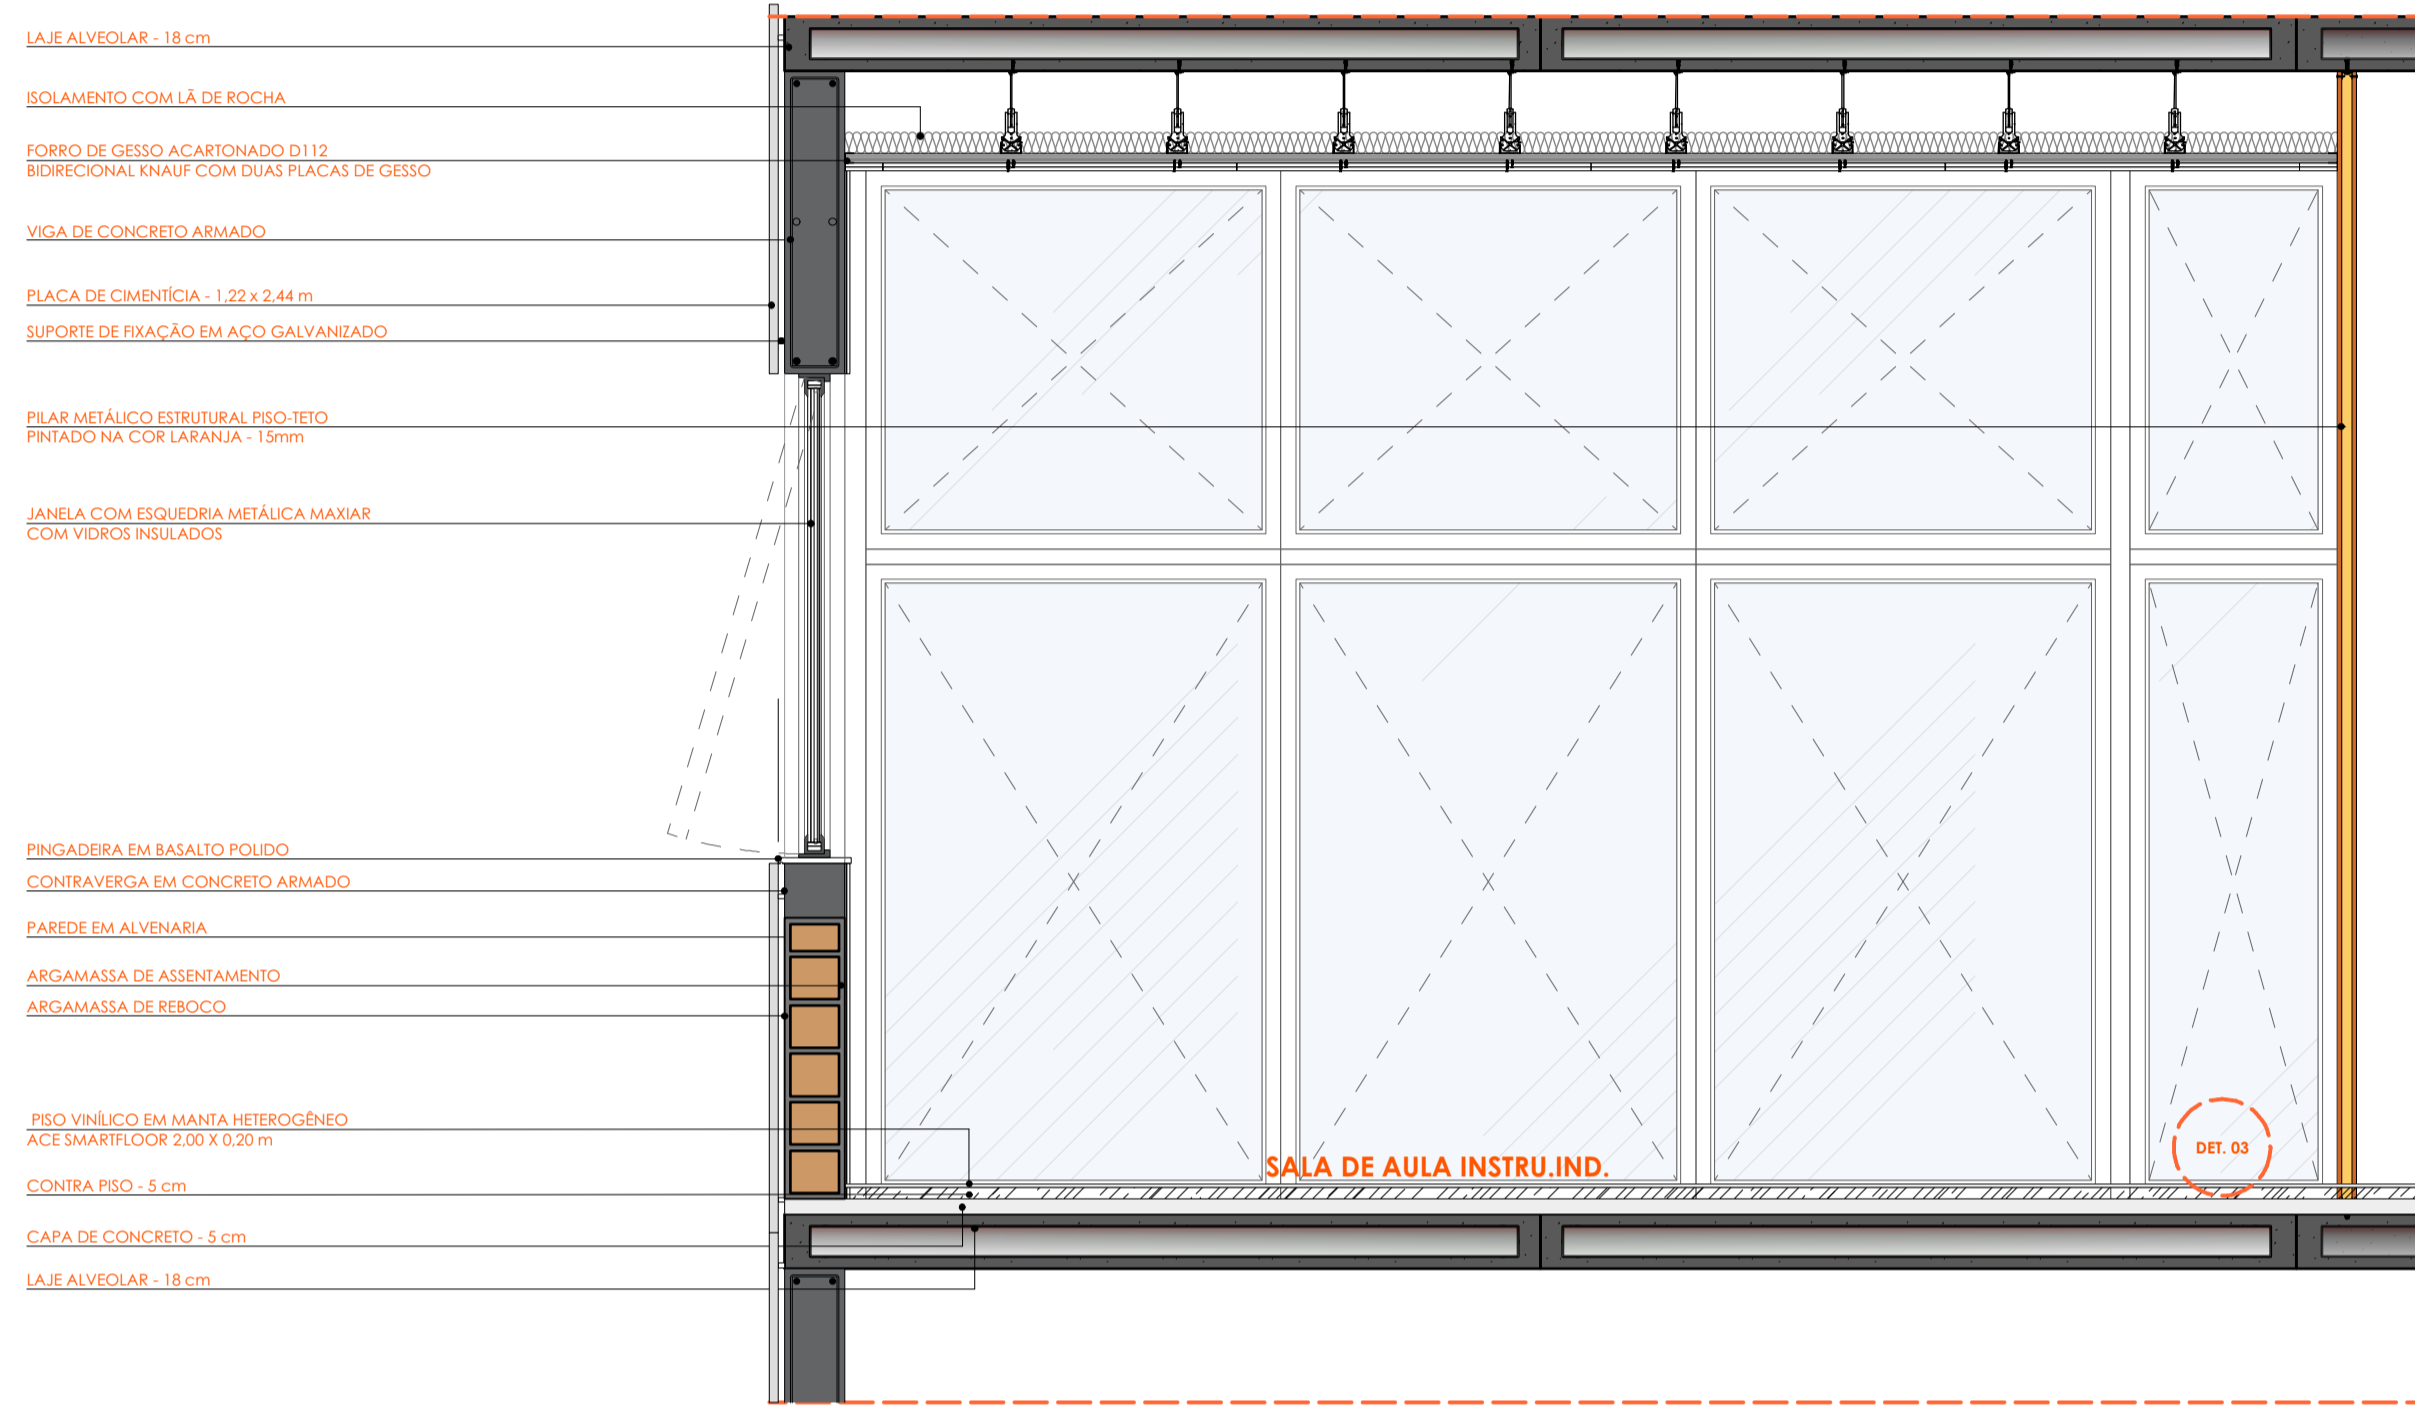 LAJE ALVEOLAR - 18 cm
ISOLAMENTO COM LÃ DE ROCHA
FORRO DE GESSO ACARTONADO D112
BIDIRECIONAL KNAUF COM DUAS PLACAS DE GESSO
VIGA DE CONCRETO ARMADO
PLACA DE CIMENTÍCIA - 1,22 x 2,44 m
SUPORTE DE FIXAÇÃO EM AÇO GALVANIZADO
PILAR METÁLICO ESTRUTURAL PISO-TETO
PINTADO NA COR LARANJA - 15mm
JANELA COM ESQUEDRIA METÁLICA MAXIAR
COM VIDROS INSULADOS
PINGADEIRA EM BASALTO POLIDO
CONTRAVERGA EM CONCRETO ARMADO
PAREDE EM ALVENARIA
ARGAMASSA DE ASSENTAMENTO
ARGAMASSA DE REBOCO
PISO VINÍLICO EM MANTA HETEROGÊNEO
ACE SMARTFLOOR 2,00 X 0,20 m
CONTRA PISO - 5 cm
CAPA DE CONCRETO - 5 cm
LAJE ALVEOLAR - 18 cm
SALA DE AULA INSTRU.IND.
DET. 03